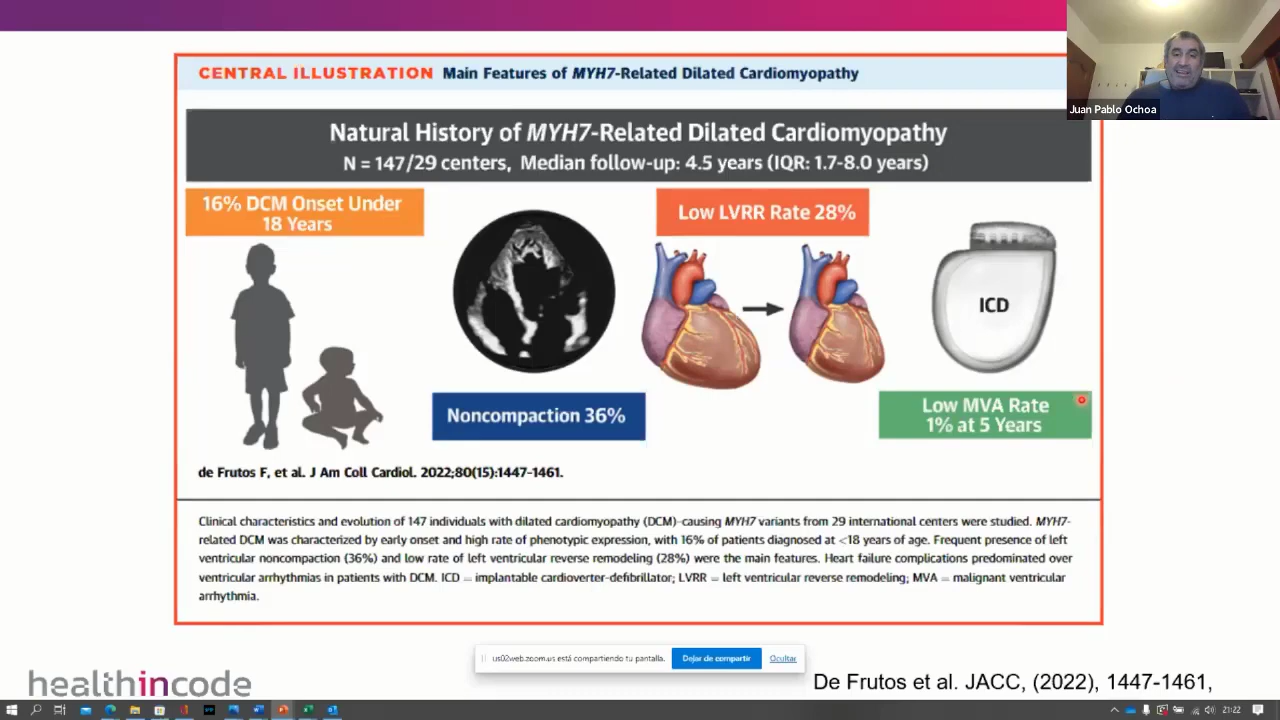 CENTRAL ILLUSTRATION Main Features of MYH7-Related Dilated Cardiomyopathy
Juan Pablo Ochoa
Natural History of MYH7-Related Dilated Cardiomyopathy
N = 147/29 centers, Median follow-up: 4.5 years (IQR: 1.7-8.0 years)
16% DCM Onset Under
18 Years
Low LVRR Rate 28%
ICD
Noncompaction 36%
Low MVA Rate
1% at 5 Years
de Frutos F, et al. J Am Coll Cardiol. 2022;80(15):1447-1461.
Clinical characteristics and evolution of 147 individuals with dilated cardiomyopathy (DCM)-causing MYH7 variants from 29 international centers were studied. MYH7-
related DCM was characterized by early onset and high rate of phenotypic expression, with 16% of patients diagnosed at <18 years of age. Frequent presence of left
ventricular noncompaction (36%) and low rate of left ventricular reverse remodeling (28%) were the main features. Heart failure complications predominated over
ventricular arrhythmias in patients with DCM. ICD = implantable cardioverter-defibrillator; LVRR = left ventricular reverse remodeling; MVA = malignant ventricular
arrhythmia.
us02web.zoom.us está compartiendo tu pantalla.
Dejar de compartir
Ocultar
healthincode
De Frutos et al. JACC, (2022), 1447-1461,
21:22